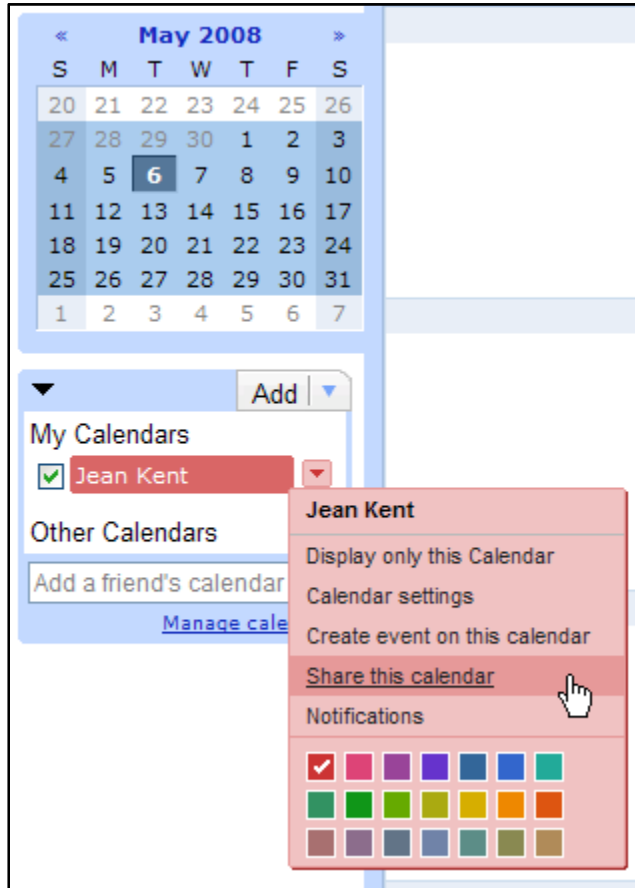 « May 2008 »
S M T W T F S
20 21 22 23 24 25 26
27 28 29 30 1 2 3
4 5 6 7 8 9 10
11 12 13 14 15 16 17
18 19 20 21 22 23 24
25 26 27 28 29 30 31
1 2 3 4 5 6 7
Add
My Calendars
Jean Kent
Other Calendars
Add a friend's calendar
Manage cale
Jean Kent
Display only this Calendar
Calendar settings
Create event on this calendar
Share this calendar
Notifications